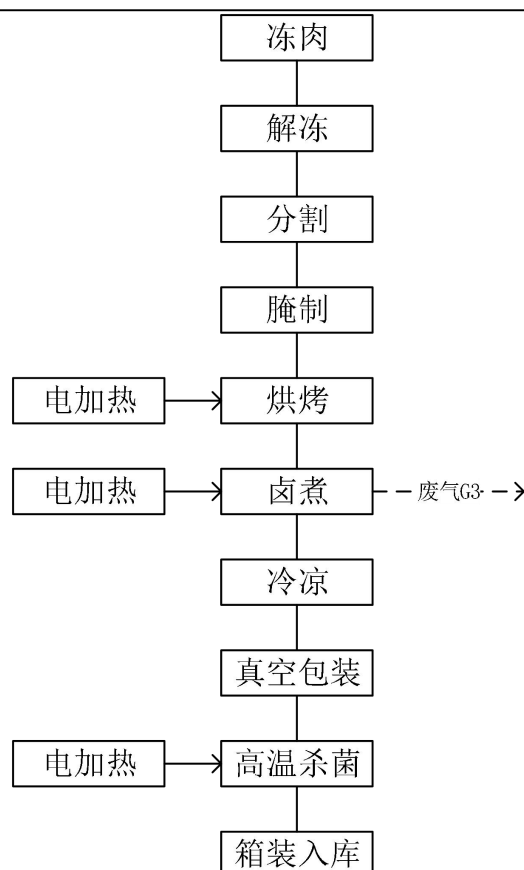 冻肉
解冻
分割
腌制
电加热
烘烤
电加热
卤煮
废气G3
冷凉
真空包装
电加热
高温杀菌
箱装入库